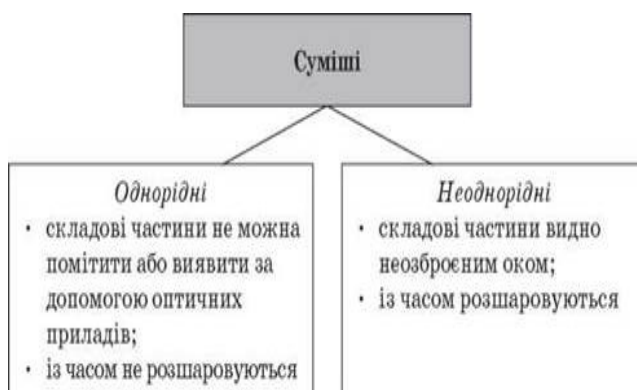 Суміші
Однорідні
• складові частини не можна
помітити або виявити за
допомогою оптичних
приладів;
• із часом не розшаровуються
Неоднорідні
• складові частини видно
неозброєним оком;
• із часом розшаровуються